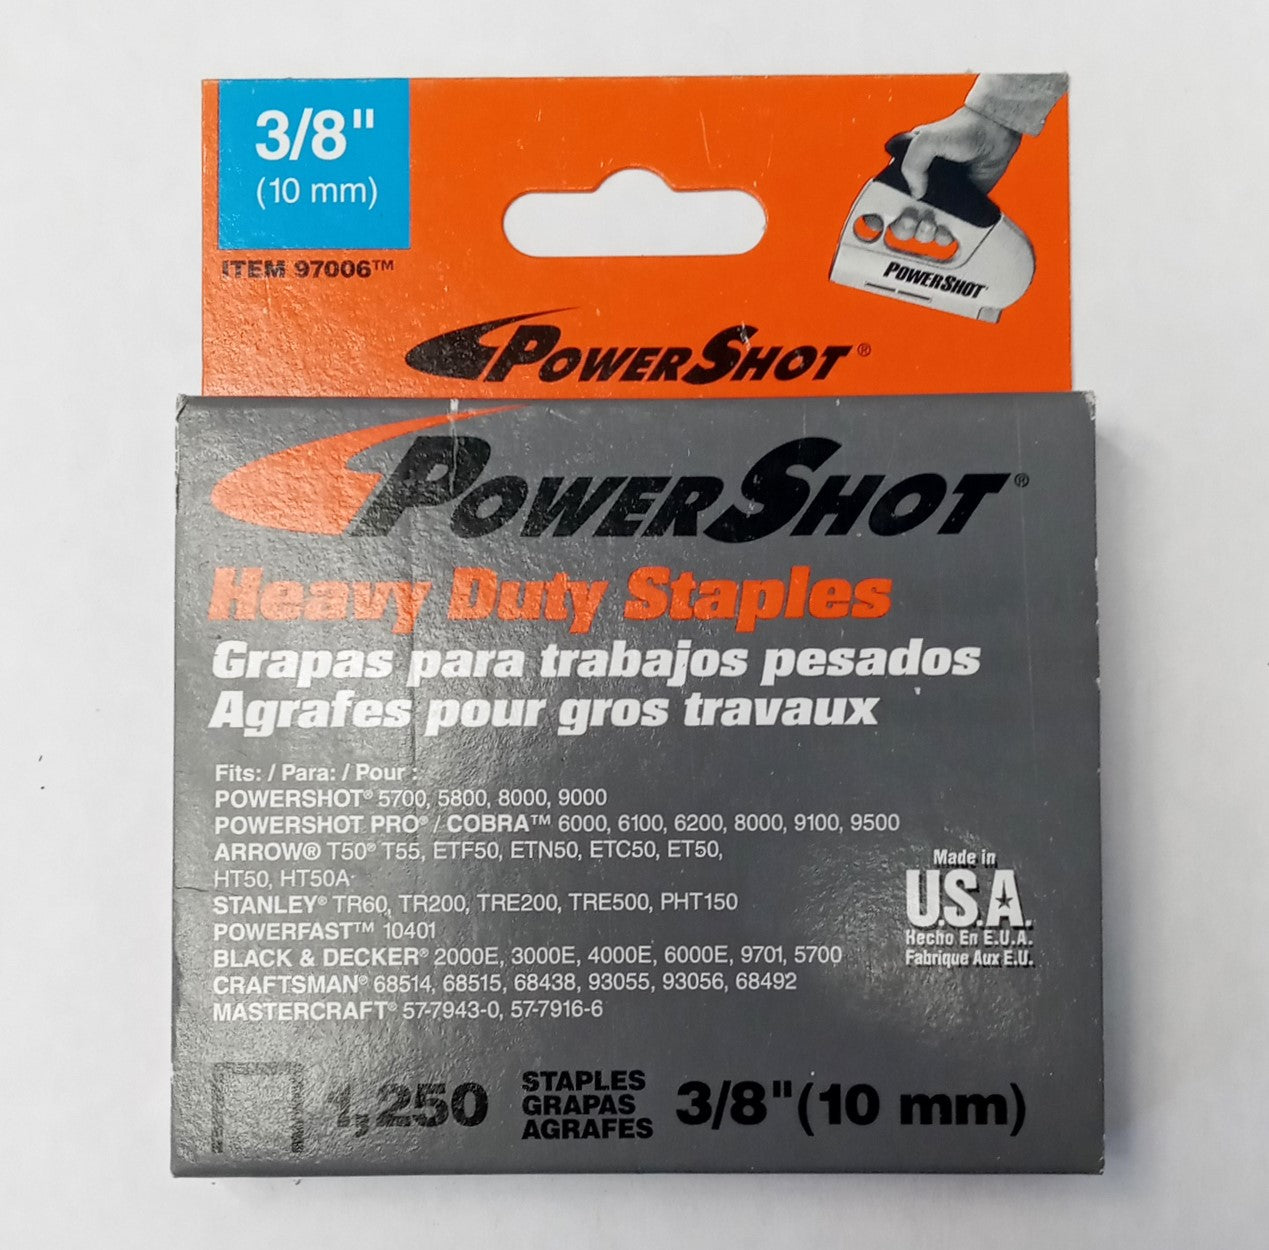 3/8"
(10 mm)
ITEM 97006™
POWERSHOT
POWERSHOT®
POWERSHOT®
Heavy Duty Staples
Grapas para trabajos pesados
Agrafes pour gros travaux
Fits: / Para: / Pour :
POWERSHOT® 5700, 5800, 8000, 9000
POWERSHOT PRO® / COBRA™ 6000, 6100, 6200, 8000, 9100, 9500
ARROW® T50® T55, ETF50, ETN50, ETC50, ET50,
HT50, HT50A
STANLEY® TR60, TR200, TRE200, TRE500, PHT150
POWERFAST™ 10401
BLACK & DECKER® 2000E, 3000E, 4000E, 6000E, 9701, 5700
CRAFTSMAN® 68514, 68515, 68438, 93055, 93056, 68492
MASTERCRAFT® 57-7943-0, 57-7916-6
Made in
U.S.A.
Hecho En E.U.A.
Fabrique Aux E.U.
1,250
STAPLES
GRAPAS
AGRAFES
3/8" (10 mm)